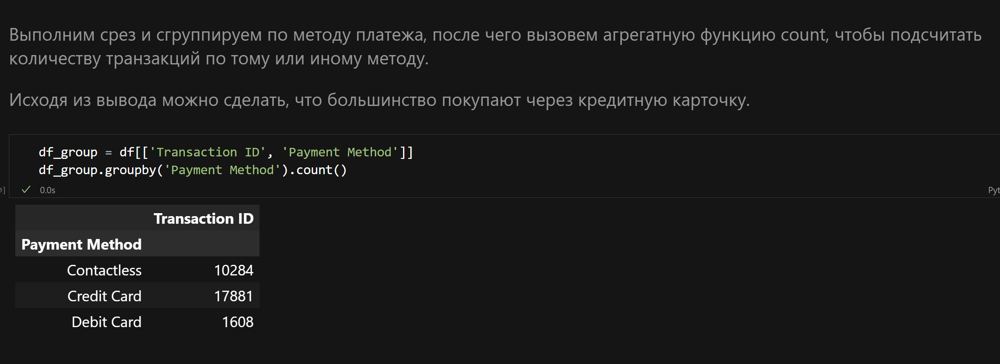 Выполним срез и сгруппируем по методу платежа, после чего вызовем агрегатную функцию count, чтобы подсчитать
количеству транзакций по тому или иному методу.
Исходя из вывода можно сделать, что большинство покупают через кредитную карточку.
df_group = df[['Transaction ID', 'Payment Method']]
df_group.groupby('Payment Method').count()
✓ 0.0s
Transaction ID
Payment Method
Contactless 10284
Credit Card 17881
Debit Card 1608